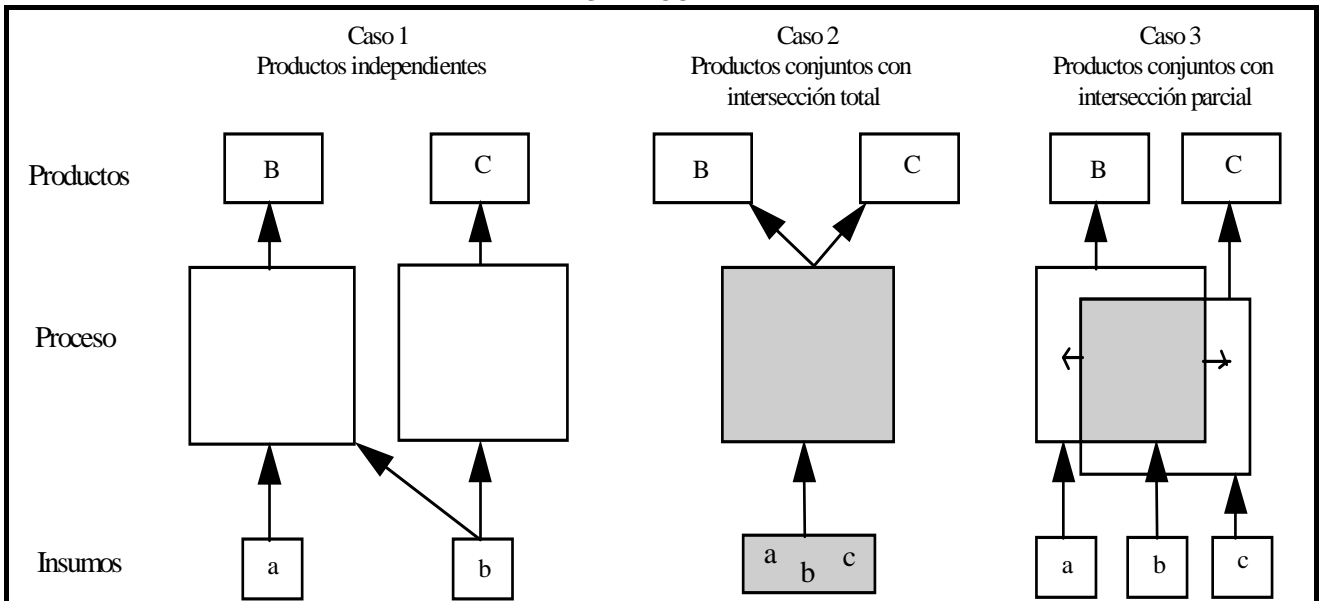 Caso 1
Productos independientes
Caso 2
Productos conjuntos con
intersección total
Caso 3
Productos conjuntos con
intersección parcial
Productos
B
C
B
C
B
C
Proceso
Insumos
a
b
a
b
c
a
b
c